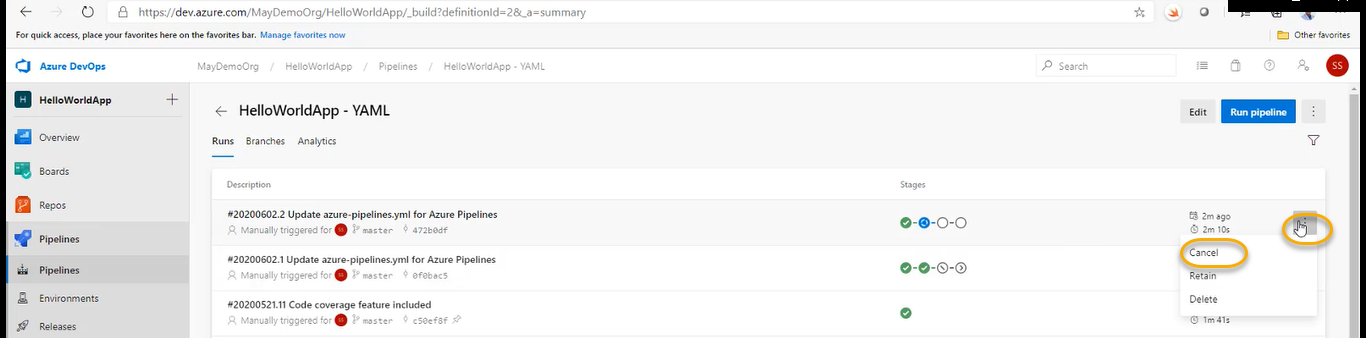 https://dev.azure.com/MayDemoOrg/HelloWorldApp/_build?definitionId=2&_a=summary
For quick access, place your favorites here on the favorites bar. Manage favorites now
Other favorites
Azure DevOps
MayDemoOrg / HelloWorldApp / Pipelines / HelloWorldApp - YAML
Search
SS
H HelloWorldApp
HelloWorldApp - YAML
Edit
Run pipeline
Overview
Runs Branches Analytics
Boards
Description Stages
Repos
#20200602.2 Update azure-pipelines.yml for Azure Pipelines
2m ago
Manually triggered for SS master 472b0df
2m 10s
Pipelines
Cancel
#20200602.1 Update azure-pipelines.yml for Azure Pipelines
Pipelines
Manually triggered for SS master 0f0bac5
Retain
Environments
#20200521.11 Code coverage feature included
Delete
Manually triggered for SS master c50ef8f
1m 41s
Releases